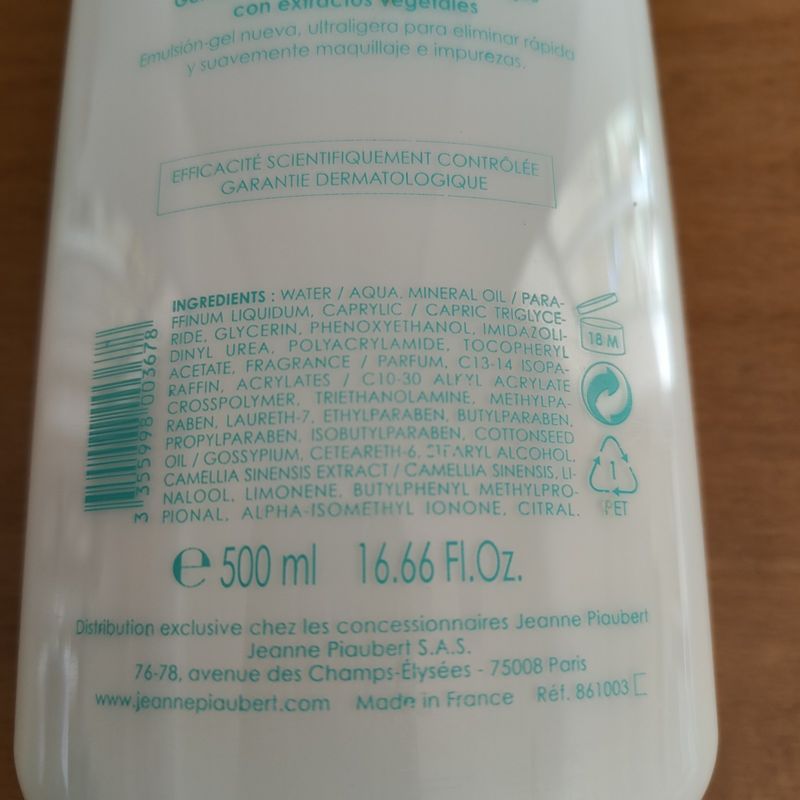 con extractos vegetales
Emulsión-gel nueva, ultraligera para eliminar rápida
y suavemente maquillaje e impurezas.
EFFICACITÉ SCIENTIFIQUEMENT CONTRÔLÉE
GARANTIE DERMATOLOGIQUE
INGREDIENTS : WATER / AQUA, MINERAL OIL / PARA-
FFINUM LIQUIDUM, CAPRYLIC / CAPRIC TRIGLYCE-
RIDE, GLYCERIN, PHENOXYETHANOL, IMIDAZOLI-
DINYL UREA, POLYACRYLAMIDE, TOCOPHERYL
ACETATE, FRAGRANCE / PARFUM, C13-14 ISOPA-
RAFFIN, ACRYLATES / C10-30 ALKYL ACRYLATE
CROSSPOLYMER, TRIETHANOLAMINE, METHYLPA-
RABEN, LAURETH-7, ETHYLPARABEN, BUTYLPARABEN,
PROPYLPARABEN, ISOBUTYLPARABEN, COTTONSEED
OIL / GOSSYPIUM, CETEARETH-6, STEARYL ALCOHOL,
CAMELLIA SINENSIS EXTRACT / CAMELLIA SINENSIS, LI-
NALOOL, LIMONENE, BUTYLPHENYL METHYLPRO-
PIONAL, ALPHA-ISOMETHYL IONONE, CITRAL.
3 355998 003678
18 M
1
PET
e 500 ml 16.66 Fl.Oz.
Distribution exclusive chez les concessionnaires Jeanne Piaubert
Jeanne Piaubert S.A.S.
76-78, avenue des Champs-Élysées - 75008 Paris
www.jeannepiaubert.com Made in France Réf. 861003